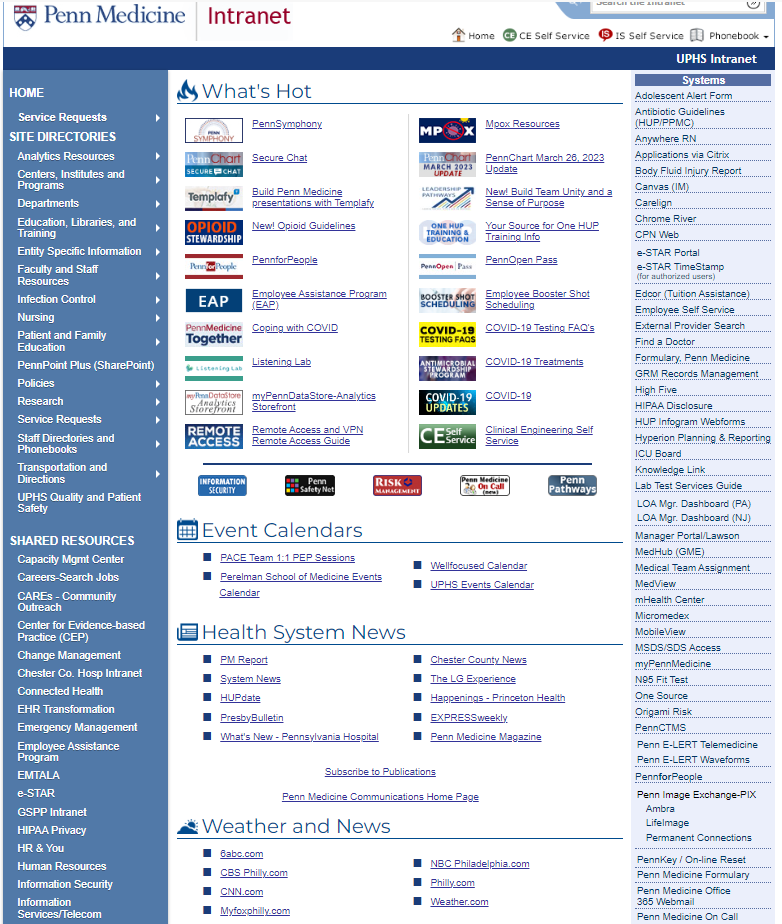 Penn Medicine
Intranet
Search the Intranet
Home
CE CE Self Service
IS IS Self Service
Phonebook
UPHS Intranet
HOME
Service Requests
SITE DIRECTORIES
Analytics Resources
Centers, Institutes and
Programs
Departments
Education, Libraries, and
Training
Entity Specific Information
Faculty and Staff
Resources
Infection Control
Nursing
Patient and Family
Education
PennPoint Plus (SharePoint)
Policies
Research
Service Requests
Staff Directories and
Phonebooks
Transportation and
Directions
UPHS Quality and Patient
Safety
SHARED RESOURCES
Capacity Mgmt Center
Careers-Search Jobs
CAREs - Community
Outreach
Center for Evidence-based
Practice (CEP)
Change Management
Chester Co. Hosp Intranet
Connected Health
EHR Transformation
Emergency Management
Employee Assistance
Program
EMTALA
e-STAR
GSPP Intranet
HIPAA Privacy
HR & You
Human Resources
Information Security
Information
Services/Telecom
What's Hot
PENN
SYMPHONY
PennSymphony
PennChart
SECURE CHAT
Secure Chat
Templafy
Build Penn Medicine
presentations with Templafy
OPIOID
STEWARDSHIP
New! Opioid Guidelines
PennforPeople
PennforPeople
EAP
Employee Assistance Program
(EAP)
PennMedicine
Together
Coping with COVID
Listening Lab
Listening Lab
myPennDataStore
Analytics
Storefront
myPennDataStore-Analytics
Storefront
REMOTE
ACCESS
Remote Access and VPN
Remote Access Guide
MPOX
Mpox Resources
PennChart
MARCH 2023
UPDATE
PennChart March 26, 2023
Update
LEADERSHIP
PATHWAYS
New! Build Team Unity and a
Sense of Purpose
ONE HUP
TRAINING &
EDUCATION
Your Source for One HUP
Training Info
PennOpen Pass
PennOpen Pass
BOOSTER SHOT
SCHEDULING
Employee Booster Shot
Scheduling
COVID-19
TESTING FAQS
COVID-19 Testing FAQ's
ANTIMICROBIAL
STEWARDSHIP
PROGRAM
COVID-19 Treatments
COVID-19
UPDATES
COVID-19
CE Self
Service
Clinical Engineering Self
Service
INFORMATION
SECURITY
Penn
Safety Net
RISK
MANAGEMENT
Penn Medicine
On Call
(new)
Penn
Pathways
Event Calendars
PACE Team 1:1 PEP Sessions
Perelman School of Medicine Events
Calendar
Wellfocused Calendar
UPHS Events Calendar
Health System News
PM Report
System News
HUPdate
PresbyBulletin
What's New - Pennsylvania Hospital
Chester County News
The LG Experience
Happenings - Princeton Health
EXPRESSweekly
Penn Medicine Magazine
Subscribe to Publications
Penn Medicine Communications Home Page
Weather and News
6abc.com
CBS Philly.com
CNN.com
Myfoxphilly.com
NBC Philadelphia.com
Philly.com
Weather.com
Systems
Adolescent Alert Form
Antibiotic Guidelines
(HUP/PPMC)
Anywhere RN
Applications via Citrix
Body Fluid Injury Report
Canvas (IM)
Carelign
Chrome River
CPN Web
e-STAR Portal
e-STAR TimeStamp
(for authorized users)
Edcor (Tuition Assistance)
Employee Self Service
External Provider Search
Find a Doctor
Formulary, Penn Medicine
GRM Records Management
High Five
HIPAA Disclosure
HUP Infogram Webforms
Hyperion Planning & Reporting
ICU Board
Knowledge Link
Lab Test Services Guide
LOA Mgr. Dashboard (PA)
LOA Mgr. Dashboard (NJ)
Manager Portal/Lawson
MedHub (GME)
Medical Team Assignment
MedView
mHealth Center
Micromedex
MobileView
MSDS/SDS Access
myPennMedicine
N95 Fit Test
One Source
Origami Risk
PennCTMS
Penn E-LERT Telemedicine
Penn E-LERT Waveforms
PennforPeople
Penn Image Exchange-PIX
Ambra
LifeImage
Permanent Connections
PennKey / On-line Reset
Penn Medicine Formulary
Penn Medicine Office
365 Webmail
Penn Medicine On Call